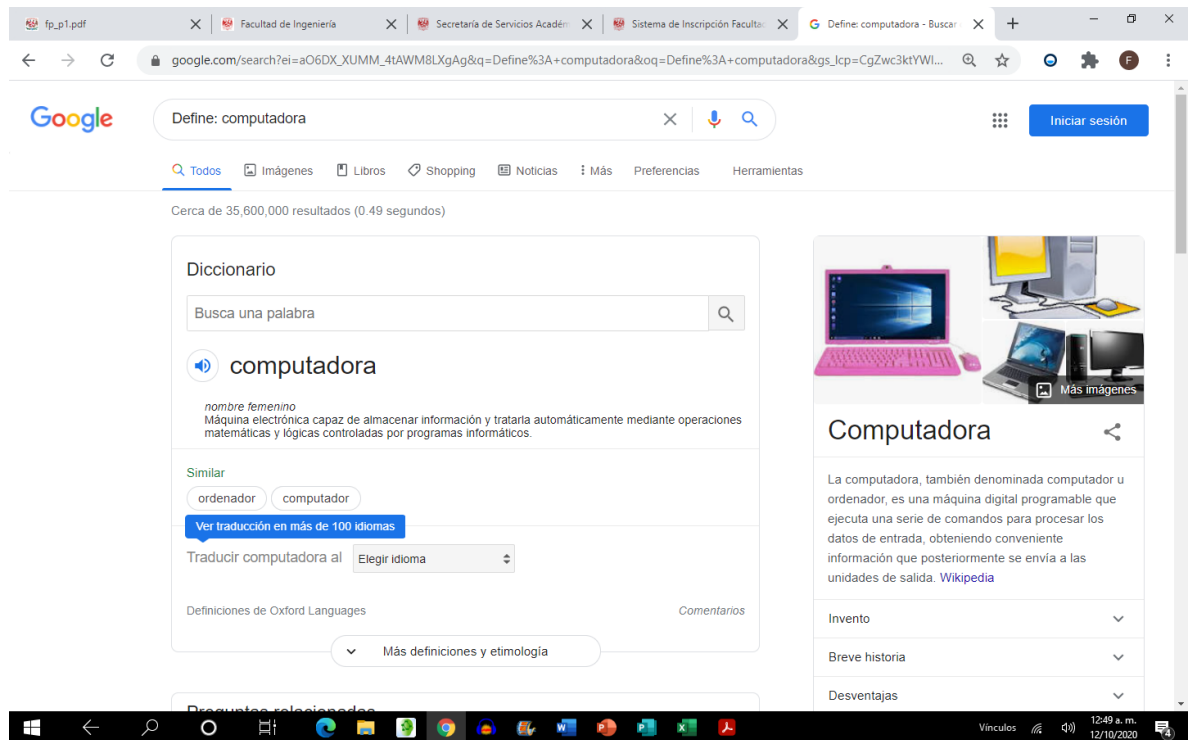 fp_p1.pdf
Facultad de Ingeniería
Secretaría de Servicios Académ
Sistema de Inscripción Faculta
Define: computadora - Buscar
google.com/search?ei=aO6DX_XUMM_4tAWM8LXgAg&q=Define%3A+computadora&oq=Define%3A+computadora&gs_lcp=CgZwc3ktYWI...
F
Google
Define: computadora
Iniciar sesión
Todos
Imágenes
Libros
Shopping
Noticias
Más
Preferencias
Herramientas
Cerca de 35,600,000 resultados (0.49 segundos)
Diccionario
Busca una palabra
computadora
nombre femenino
Máquina electrónica capaz de almacenar información y tratarla automáticamente mediante operaciones
matemáticas y lógicas controladas por programas informáticos.
Similar
ordenador
computador
Ver traducción en más de 100 idiomas
Traducir computadora al
Elegir idioma
Definiciones de Oxford Languages
Comentarios
Más definiciones y etimología
Preguntas relacionadas
Más imágenes
Computadora
La computadora, también denominada computador u
ordenador, es una máquina digital programable que
ejecuta una serie de comandos para procesar los
datos de entrada, obteniendo conveniente
información que posteriormente se envía a las
unidades de salida. Wikipedia
Invento
Breve historia
Desventajas
Vínculos
12:49 a. m.
12/10/2020
4